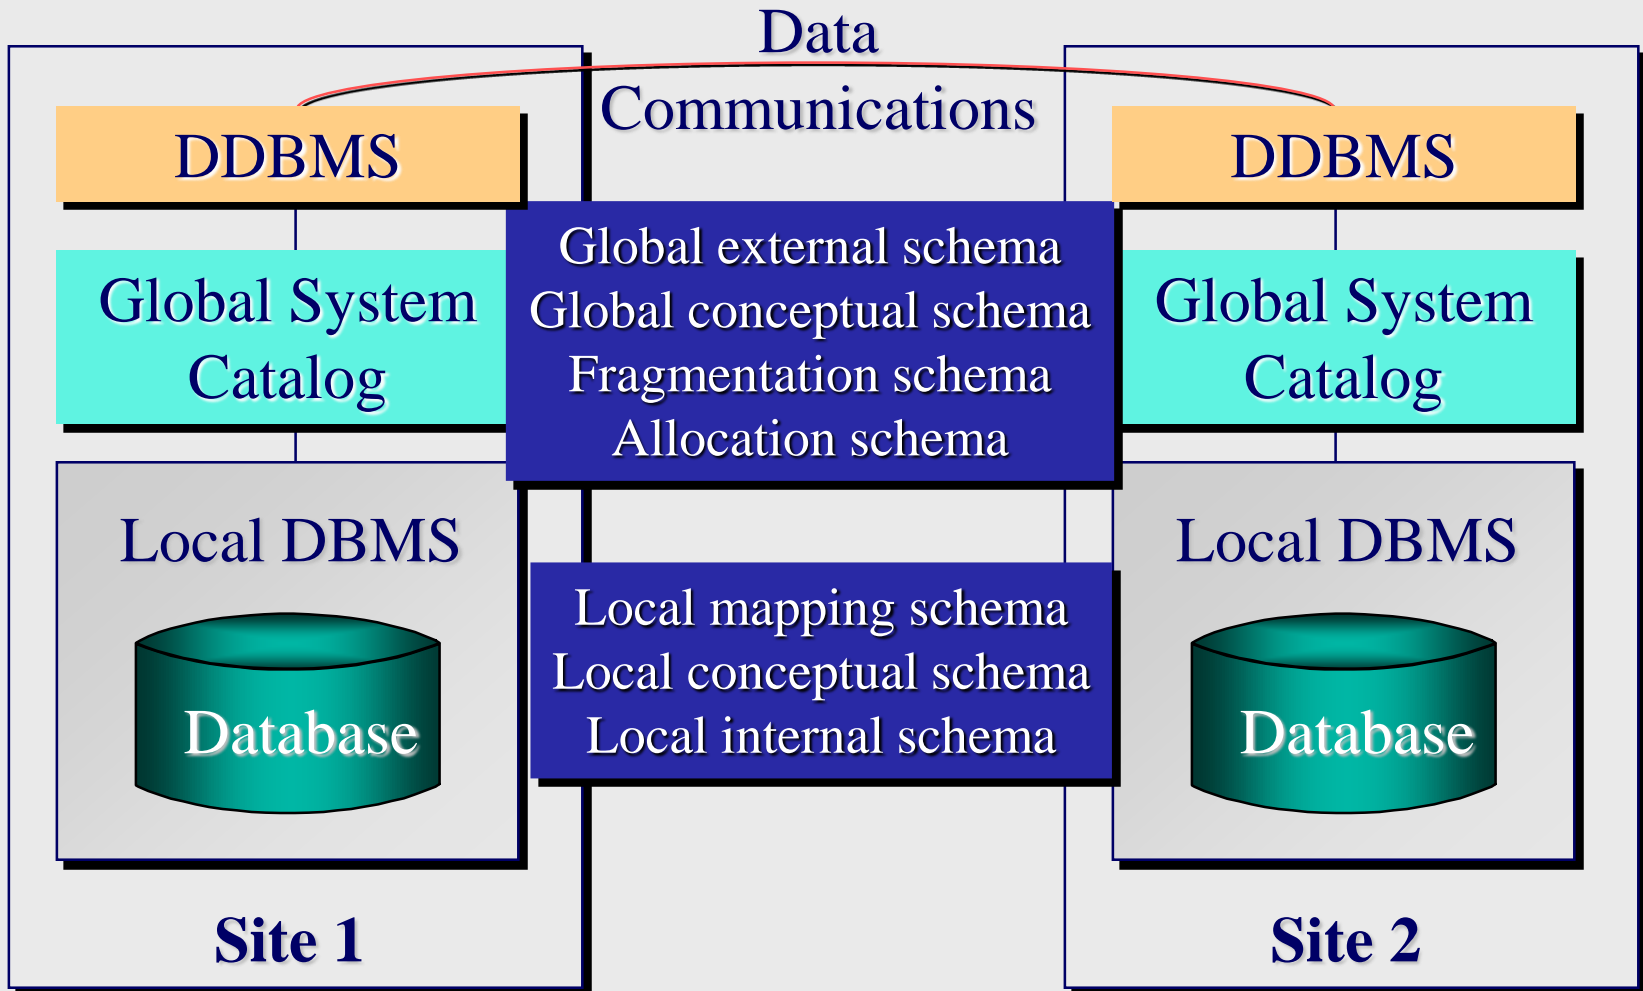 Data
Communications
DDBMS
DDBMS
Global System
Catalog
Global external schema
Global conceptual schema
Fragmentation schema
Allocation schema
Global System
Catalog
Local DBMS
Database
Local mapping schema
Local conceptual schema
Local internal schema
Local DBMS
Database
Site 1
Site 2